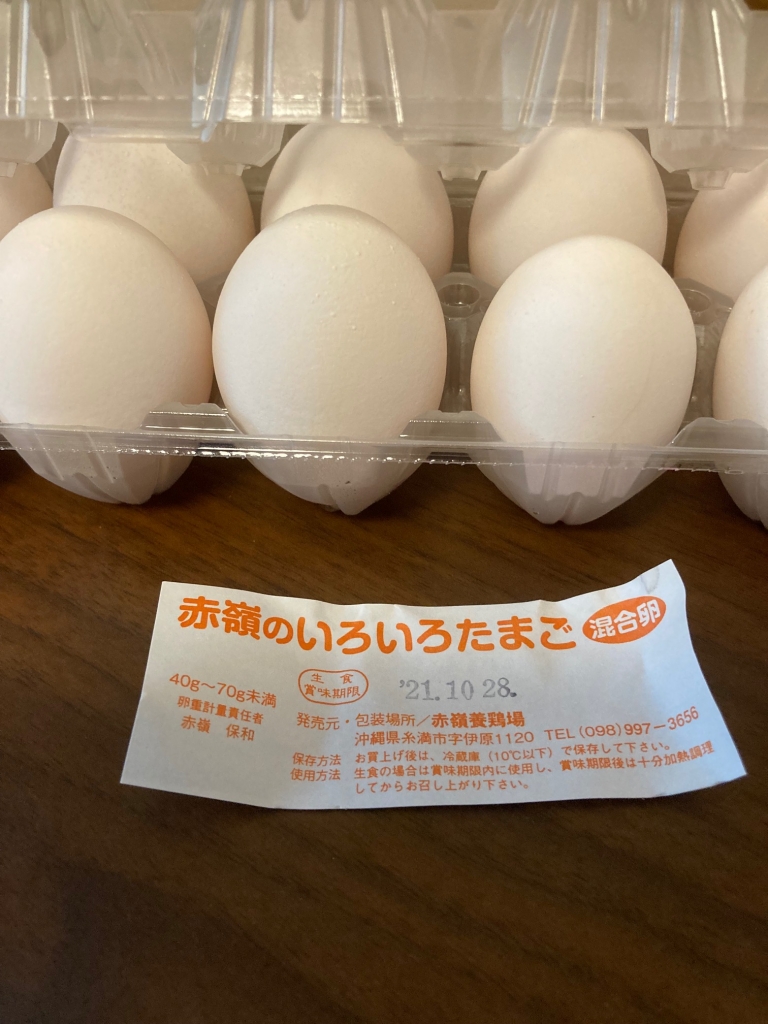 赤嶺のいろいろたまご 混合卵
40g～70g未満
卵重計量責任者
赤嶺 保和
生食
賞味期限
'21.10 28.
発売元・包装場所／赤嶺養鶏場
沖縄県糸満市字伊原1120 TEL(098)997−3656
保存方法 お買上げ後は、冷蔵庫（10℃以下）で保存して下さい。
使用方法 生食の場合は賞味期限内に使用し、賞味期限後は十分加熱調理
してからお召し上がり下さい。